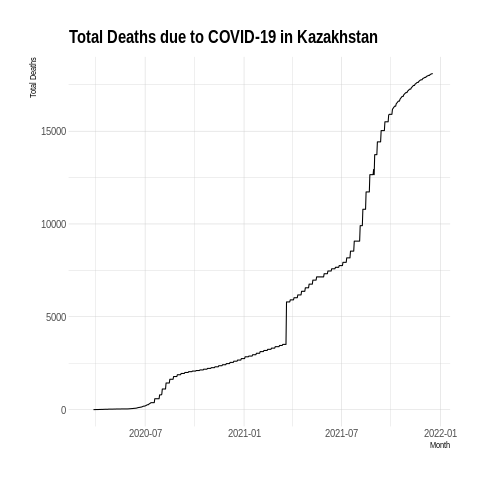 Total Deaths due to COVID-19 in Kazakhstan
Total Deaths
15000
10000
5000
0
2020-07 2021-01 2021-07 2022-01
Month